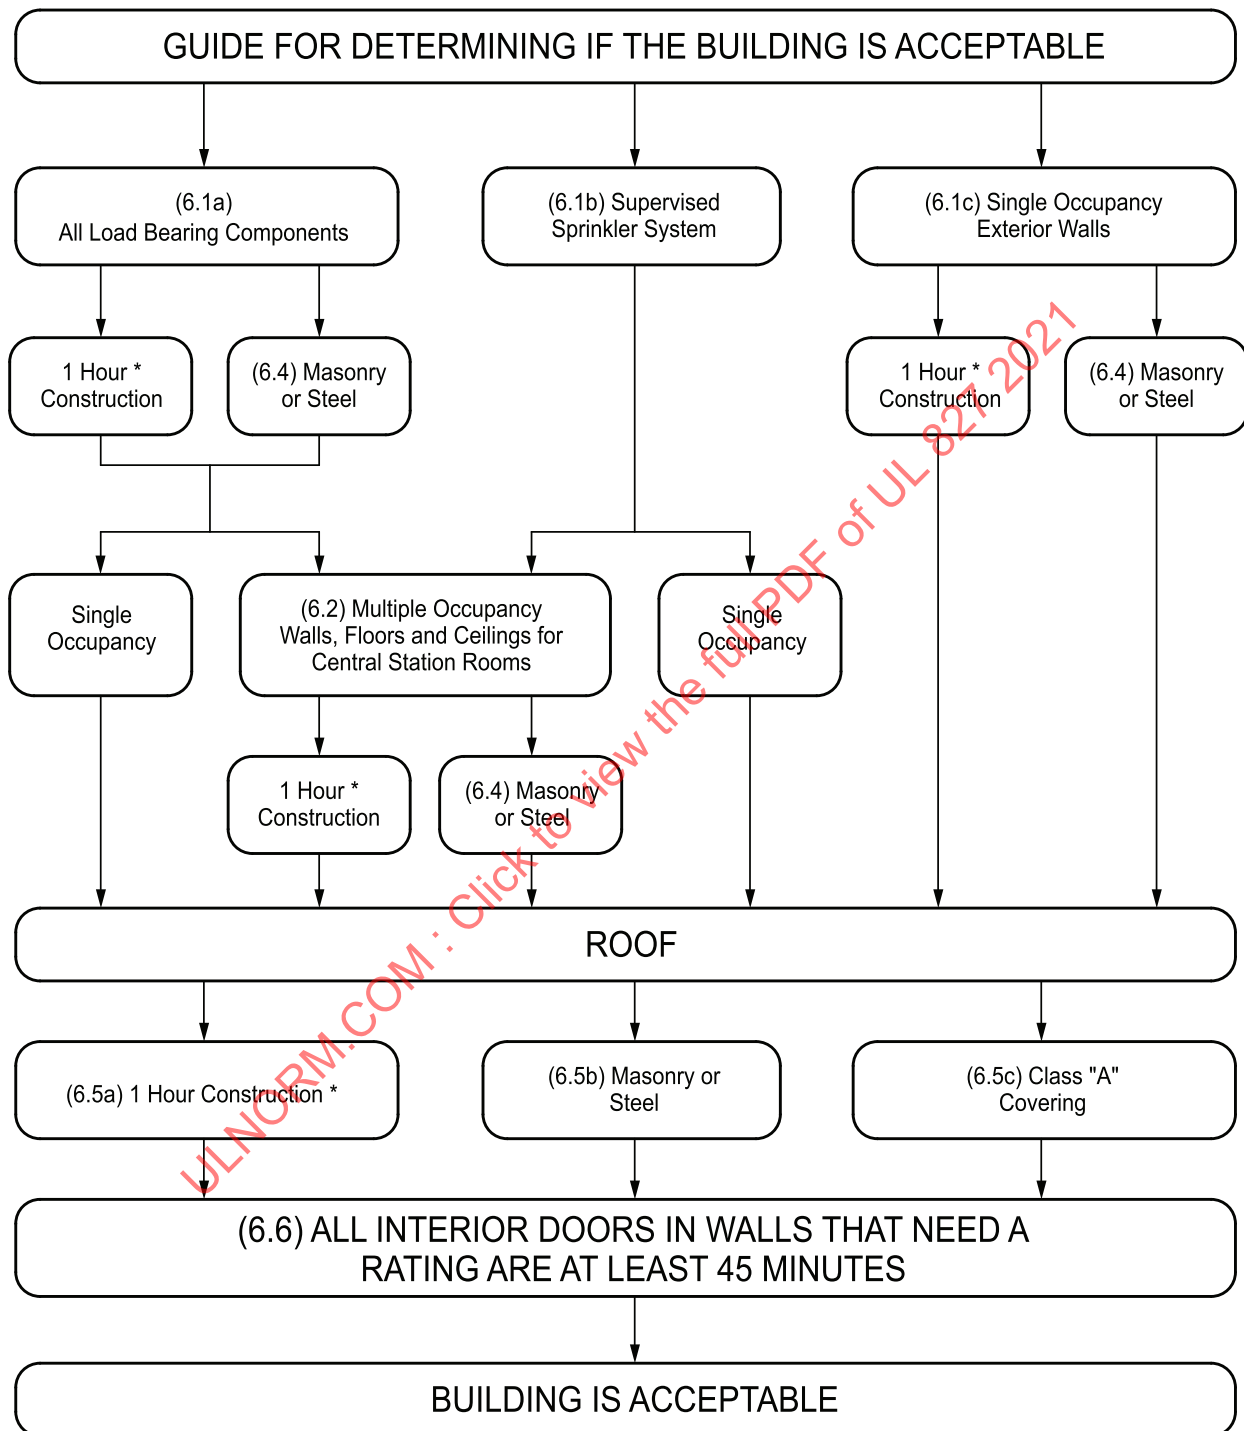 GUIDE FOR DETERMINING IF THE BUILDING IS ACCEPTABLE
(6.1a)
All Load Bearing Components
(6.1b) Supervised
Sprinkler System
(6.1c) Single Occupancy
Exterior Walls
1 Hour *
Construction
(6.4) Masonry
or Steel
1 Hour *
Construction
(6.4) Masonry
or Steel
Single
Occupancy
(6.2) Multiple Occupancy
Walls, Floors and Ceilings for
Central Station Rooms
Single
Occupancy
1 Hour *
Construction
(6.4) Masonry
or Steel
ROOF
(6.5a) 1 Hour Construction *
(6.5b) Masonry or
Steel
(6.5c) Class "A"
Covering
(6.6) ALL INTERIOR DOORS IN WALLS THAT NEED A
RATING ARE AT LEAST 45 MINUTES
BUILDING IS ACCEPTABLE
ULNORM.COM : Click to view the full PDF of UL 827 2021